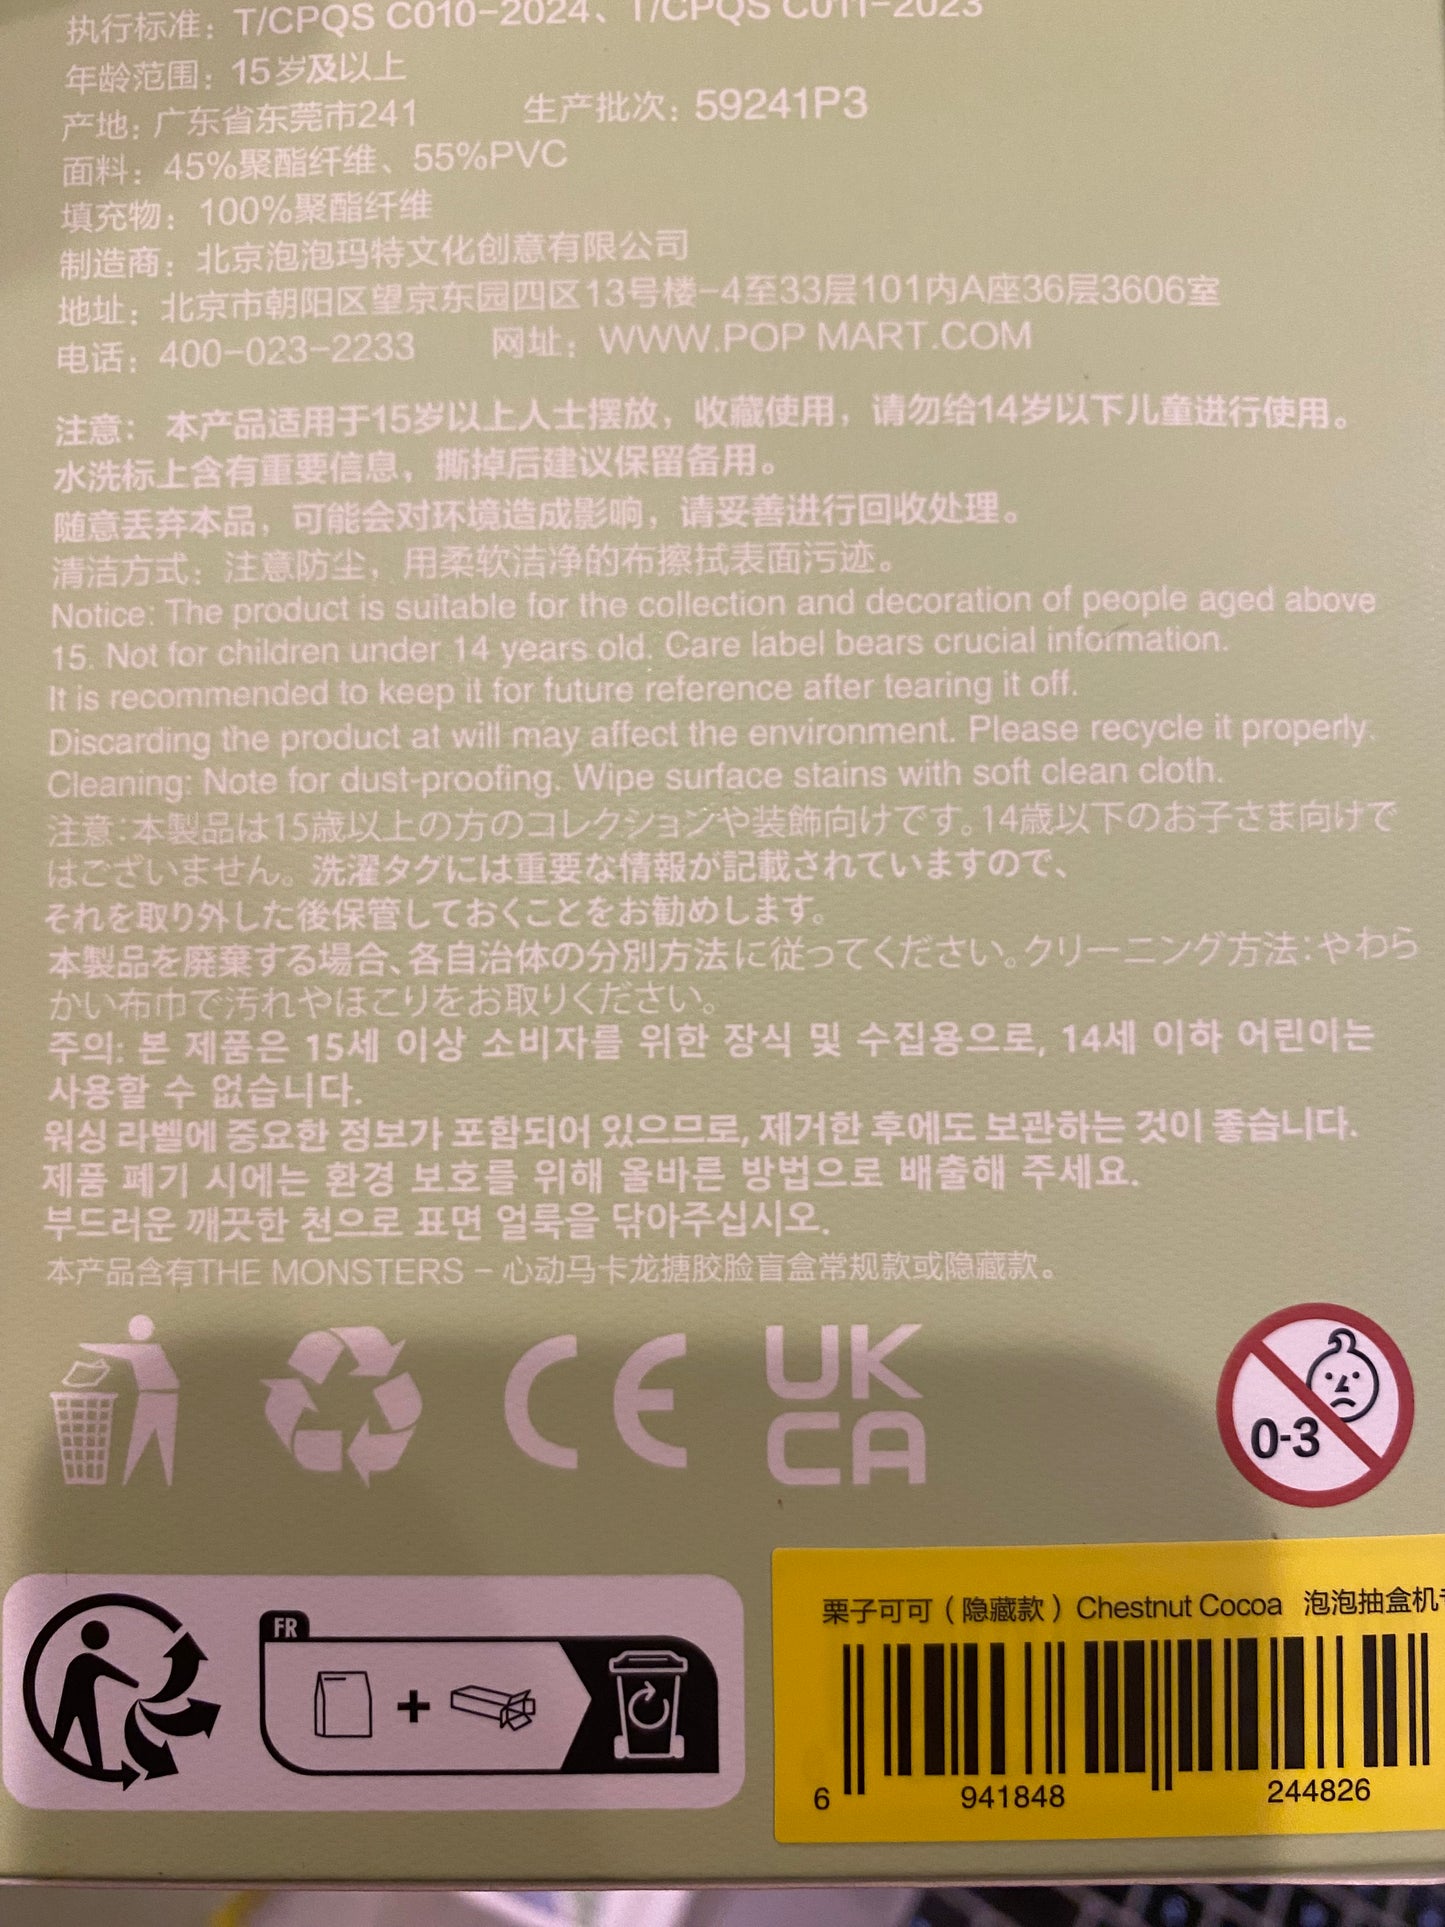 执行标准：T/CPQS C010-2024、T/CPQS C011-2023
年龄范围：15岁及以上
产地：广东省东莞市241 生产批次：59241P3
面料：45%聚酯纤维、55%PVC
填充物：100%聚酯纤维
制造商：北京泡泡玛特文化创意有限公司
地址：北京市朝阳区望京东园四区13号楼-4至33层101内A座36层3606室
电话：400-023-2233 网址：WWW.POP MART.COM
注意：本产品适用于15岁以上人士摆放，收藏使用，请勿给14岁以下儿童进行使用。
水洗标上含有重要信息，撕掉后建议保留备用。
随意丢弃本品，可能会对环境造成影响，请妥善进行回收处理。
清洁方式：注意防尘，用柔软洁净的布擦拭表面污迹。
Notice: The product is suitable for the collection and decoration of people aged above
15. Not for children under 14 years old. Care label bears crucial information.
It is recommended to keep it for future reference after tearing it off.
Discarding the product at will may affect the environment. Please recycle it properly.
Cleaning: Note for dust-proofing. Wipe surface stains with soft clean cloth.
注意：本製品は15歳以上の方のコレクションや装飾向けです。14歳以下のお子さま向けで
はございません。洗濯タグには重要な情報が記載されていますので、
それを取り外した後保管しておくことをお勧めします。
本製品を廃棄する場合、各自治体の分別方法に従ってください。クリーニング方法：やわら
かい布巾で汚れやほこりをお取りください。
주의: 본 제품은 15세 이상 소비자를 위한 장식 및 수집용으로, 14세 이하 어린이는
사용할 수 없습니다.
워싱 라벨에 중요한 정보가 포함되어 있으므로, 제거한 후에도 보관하는 것이 좋습니다.
제품 폐기 시에는 환경 보호를 위해 올바른 방법으로 배출해 주세요.
부드러운 깨끗한 천으로 표면 얼룩을 닦아주십시오.
本产品含有THE MONSTERS - 心动马卡龙搪胶脸盲盒常规款或隐藏款。
CE
UK
CA
0-3
FR
栗子可可（隐藏款）Chestnut Cocoa 泡泡抽盒机
6 941848 244826